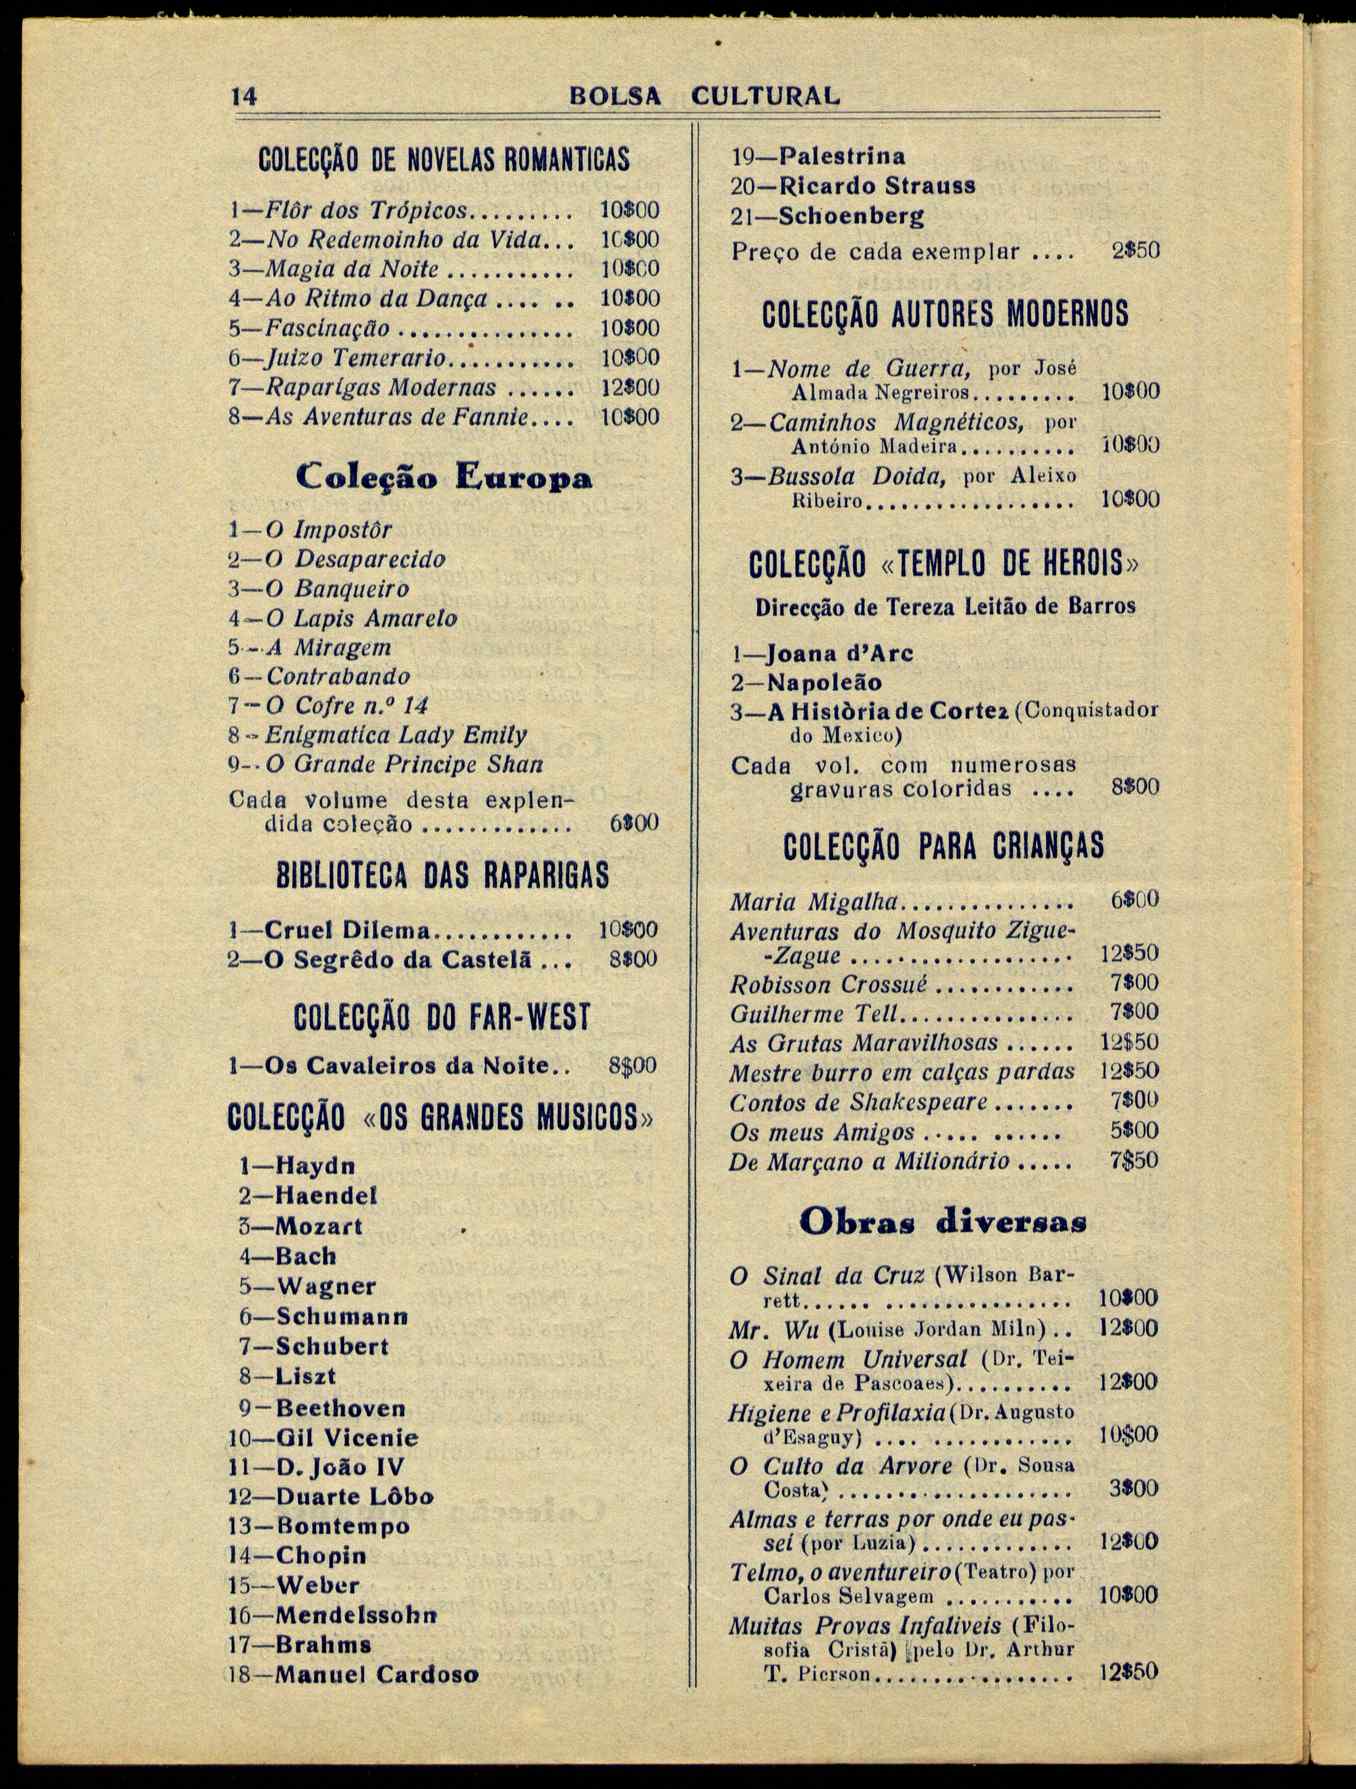 14 BOLSA CULTURAL
COLECÇÃO DE NOVELAS ROMANTICAS
1—Flôr dos Trópicos......... 10$00
2—No Redemoinho da Vida... 10$00
3—Magia da Noite ........... 10$00
4—Ao Ritmo da Dança .... .. 10$00
5—Fascinação ............... 10$00
6—Juizo Temerario........... 10$00
7—Raparigas Modernas ...... 12$00
8—As Aventuras de Fannie.... 10$00
Coleção Europa
1—O Impostôr
2—O Desaparecido
3—O Banqueiro
4—O Lapis Amarelo
5—A Miragem
6—Contrabando
7—O Cofre n.º 14
8—Enigmatica Lady Emily
9—O Grande Principe Shan
Cada volume desta explen-
dida coleção ............. 6$00
BIBLIOTECA DAS RAPARIGAS
1—Cruel Dilema............ 10$00
2—O Segrêdo da Castelã ... 8$00
COLECÇÃO DO FAR-WEST
1—Os Cavaleiros da Noite.. 8$00
COLECÇÃO «OS GRANDES MUSICOS»
1—Haydn
2—Haendel
3—Mozart
4—Bach
5—Wagner
6—Schumann
7—Schubert
8—Liszt
9—Beethoven
10—Gil Vicenie
11—D. João IV
12—Duarte Lôbo
13—Bomtempo
14—Chopin
15—Weber
16—Mendelssohn
17—Brahms
18—Manuel Cardoso
19—Palestrina
20—Ricardo Strauss
21—Schoenberg
Preço de cada exemplar .... 2$50
COLECÇÃO AUTORES MODERNOS
1—Nome de Guerra, por José
Almada Negreiros......... 10$00
2—Caminhos Magnéticos, por
António Madeira.......... 10$00
3—Bussola Doida, por Aleixo
Ribeiro.................. 10$00
COLECÇÃO «TEMPLO DE HEROIS»
Direcção de Tereza Leitão de Barros
1—Joana d'Arc
2—Napoleão
3—A Història de Cortez (Conquistador
do Mexico)
Cada vol. com numerosas
gravuras coloridas .... 8$00
COLECÇÃO PARA CRIANÇAS
Maria Migalha............... 6$00
Aventuras do Mosquito Zigue-
-Zague ................... 12$50
Robisson Crossué ............ 7$00
Guilherme Tell............... 7$00
As Grutas Maravilhosas ...... 12$50
Mestre burro em calças pardas 12$50
Contos de Shakespeare ....... 7$00
Os meus Amigos ..... ...... 5$00
De Marçano a Milionário ..... 7$50
Obras diversas
O Sinal da Cruz (Wilson Bar-
rett...... ................ 10$00
Mr. Wu (Louise Jordan Miln) .. 12$00
O Homem Universal (Dr. Tei-
xeira de Pascoaes).......... 12$00
Higiene e Profilaxia (Dr. Augusto
d'Esaguy) .... ............ 10$00
O Culto da Arvore (Dr. Sousa
Costa) .................... 3$00
Almas e terras por onde eu pas-
sei (por Luzia) ............. 12$00
Telmo, o aventureiro (Teatro) por
Carlos Selvagem ........... 10$00
Muitas Provas Infaliveis (Filo-
sofia Cristã) pelo Dr. Arthur
T. Pierson................. 12$50